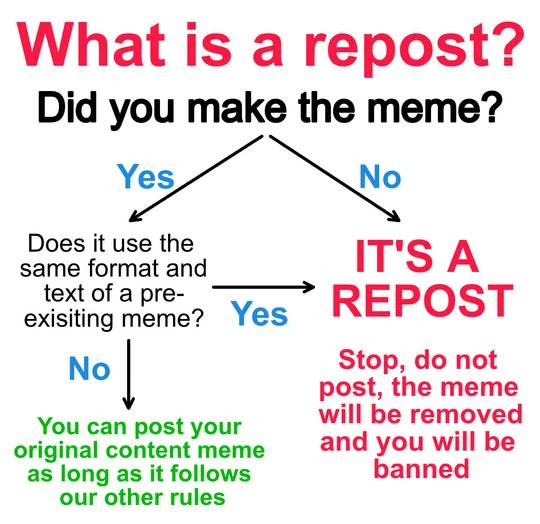 What is a repost?
Did you make the meme?
Yes
No
Does it use the
same format and
text of a pre-
exisiting meme?
Yes
IT'S A
REPOST
No
Stop, do not
post, the meme
will be removed
and you will be
banned
You can post your
original content meme
as long as it follows
our other rules